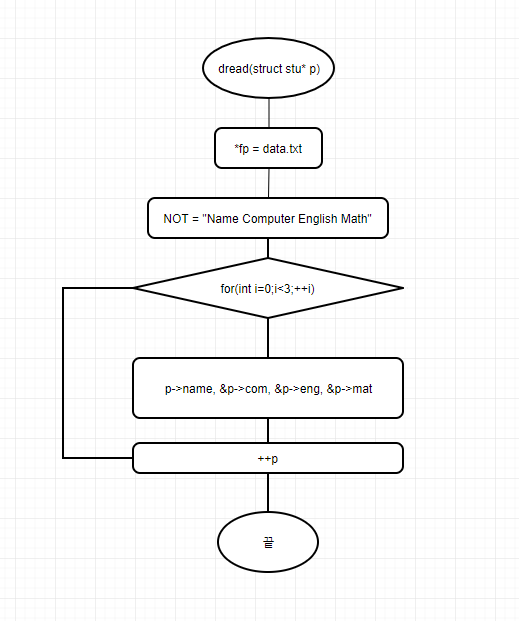 dread(struct stu* p)
*fp = data.txt
NOT = "Name Computer English Math"
for(int i=0;i<3;++i)
p->name, &p->com, &p->eng, &p->mat
++p
끝